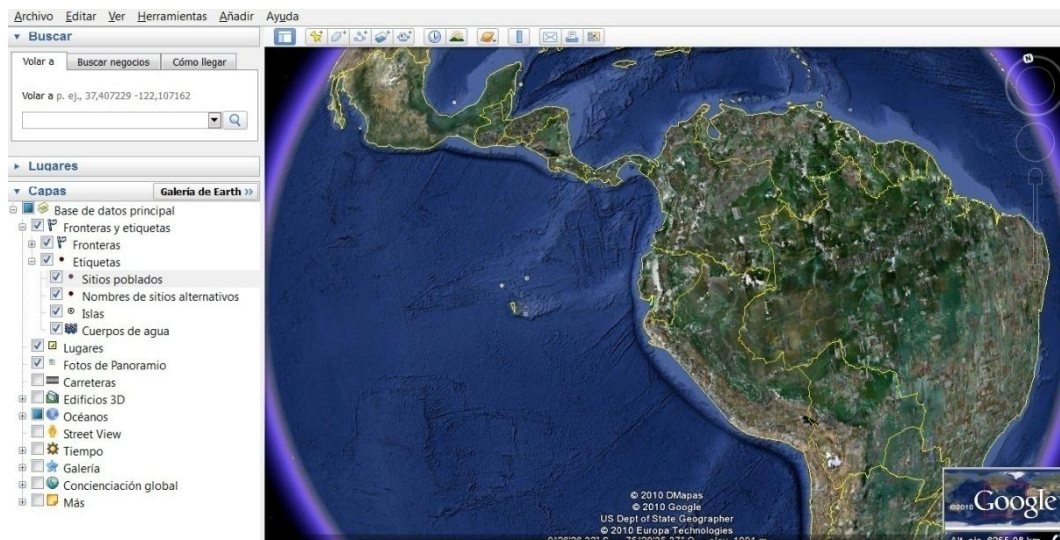 Archivo Editar Ver Herramientas Añadir Ayuda
Buscar
Volar a Buscar negocios Cómo llegar
Volar a p. ej., 37,407229 -122,107162
Lugares
Capas Galería de Earth »
Base de datos principal
Fronteras y etiquetas
Fronteras
Etiquetas
Sitios poblados
Nombres de sitios alternativos
Islas
Cuerpos de agua
Lugares
Fotos de Panoramio
Carreteras
Edificios 3D
Océanos
Street View
Tiempo
Galería
Concienciación global
Más
N
© 2010 DMapas
© 2010 Google
US Dept of State Geographer
© 2010 Europa Technologies
©2010 Google